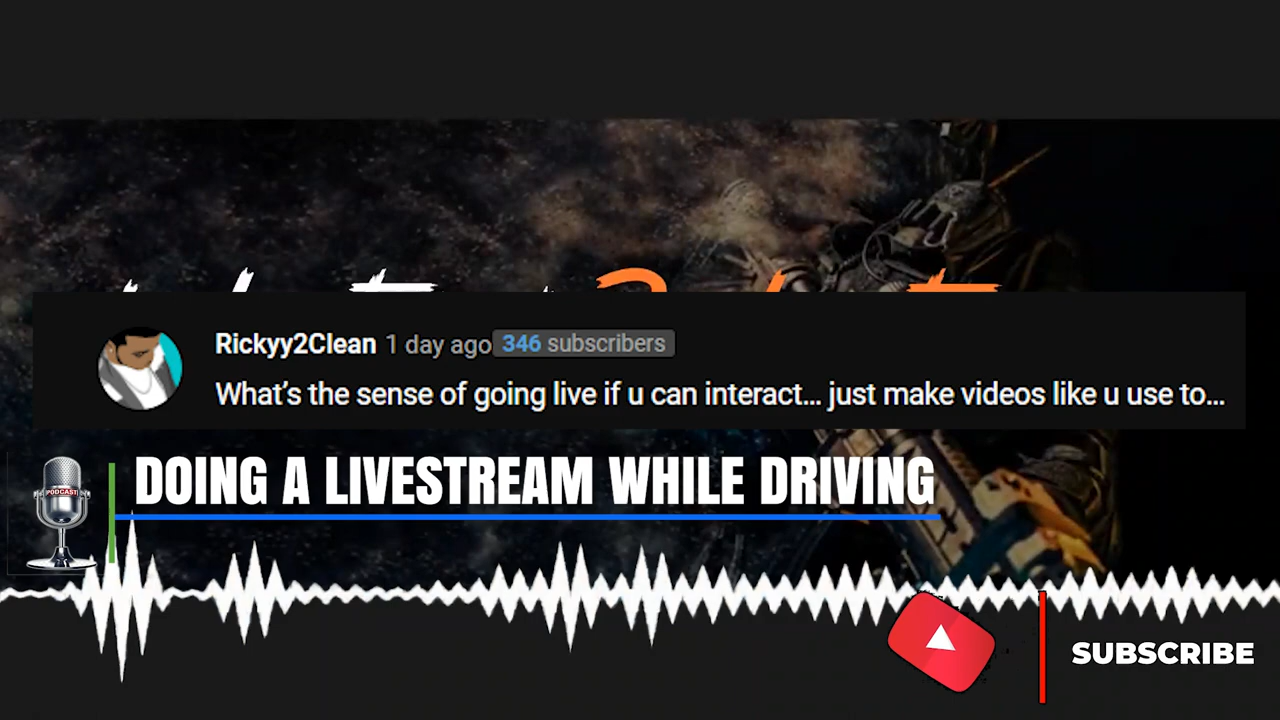 Rickyy2Clean 1 day ago 346 subscribers
What's the sense of going live if u can interact... just make videos like u use to...
PODCAST
DOING A LIVESTREAM WHILE DRIVING
SUBSCRIBE